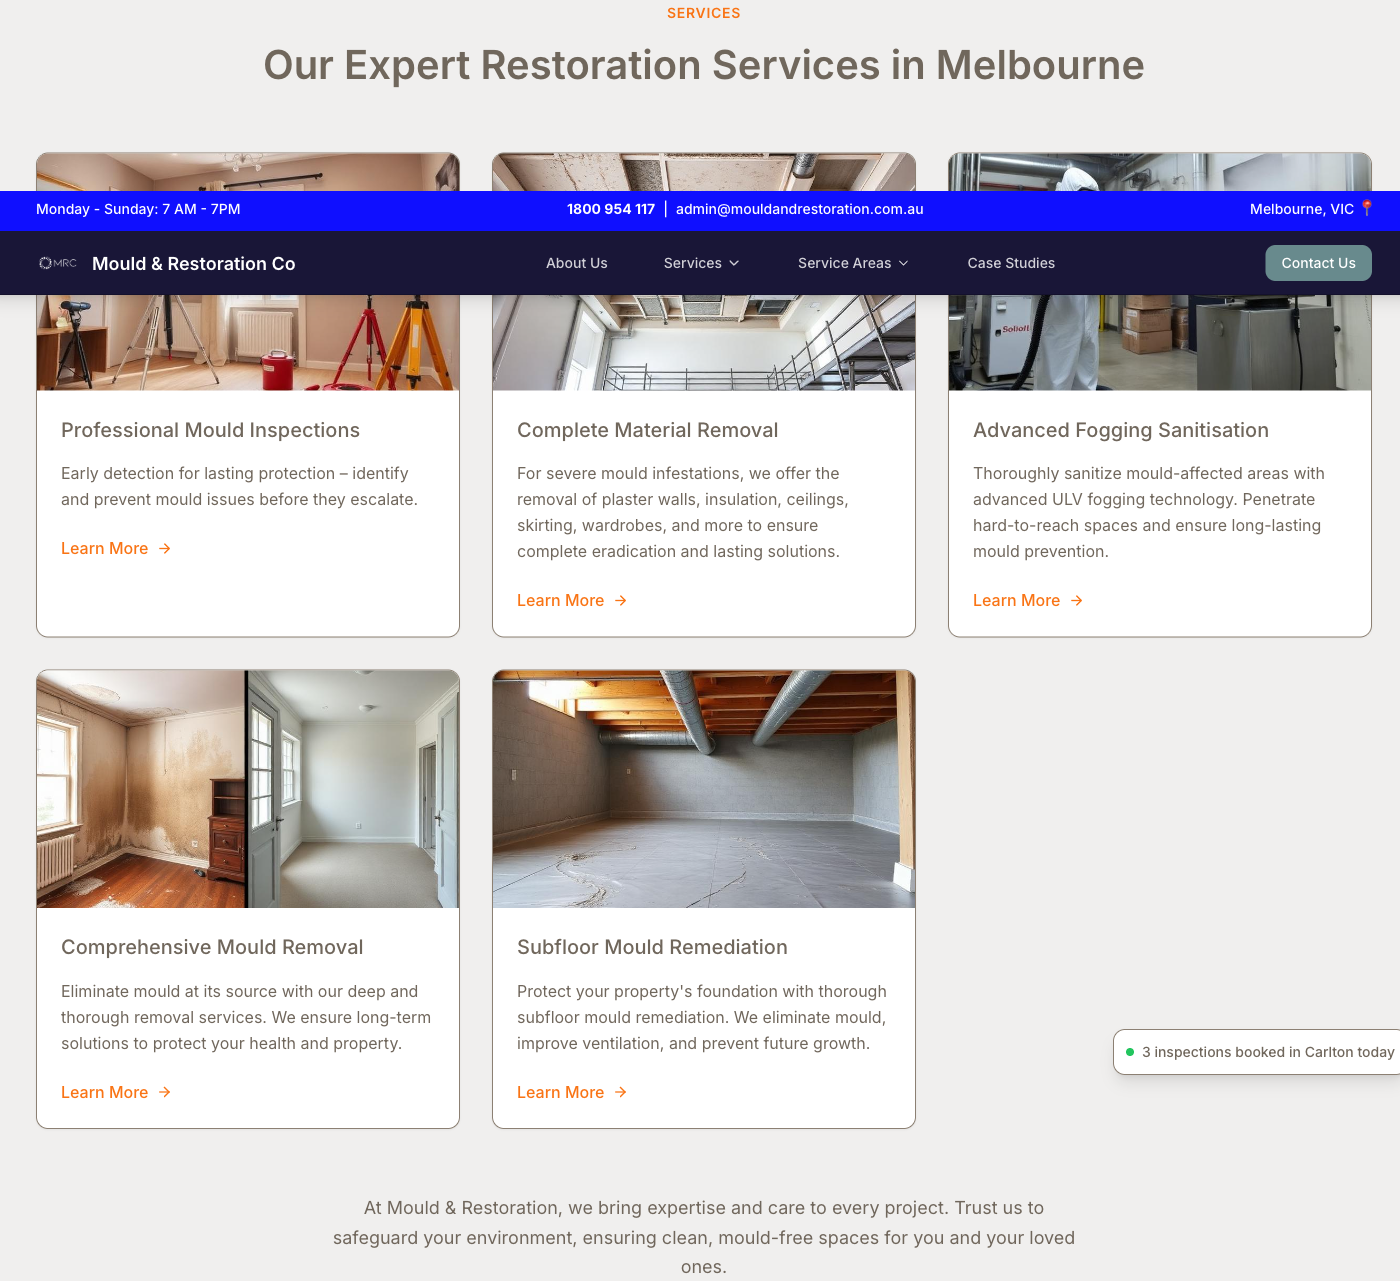 SERVICES
Our Expert Restoration Services in Melbourne
Monday - Sunday: 7 AM - 7PM
1800 954 117 | admin@mouldandrestoration.com.au
Melbourne, VIC 📍
MRC
Mould & Restoration Co
About Us
Services
Service Areas
Case Studies
Contact Us
Professional Mould Inspections
Early detection for lasting protection – identify
and prevent mould issues before they escalate.
Learn More →
Complete Material Removal
For severe mould infestations, we offer the
removal of plaster walls, insulation, ceilings,
skirting, wardrobes, and more to ensure
complete eradication and lasting solutions.
Learn More →
Advanced Fogging Sanitisation
Thoroughly sanitize mould-affected areas with
advanced ULV fogging technology. Penetrate
hard-to-reach spaces and ensure long-lasting
mould prevention.
Learn More →
Comprehensive Mould Removal
Eliminate mould at its source with our deep and
thorough removal services. We ensure long-term
solutions to protect your health and property.
Learn More →
Subfloor Mould Remediation
Protect your property's foundation with thorough
subfloor mould remediation. We eliminate mould,
improve ventilation, and prevent future growth.
Learn More →
3 inspections booked in Carlton today
At Mould & Restoration, we bring expertise and care to every project. Trust us to
safeguard your environment, ensuring clean, mould-free spaces for you and your loved
ones.